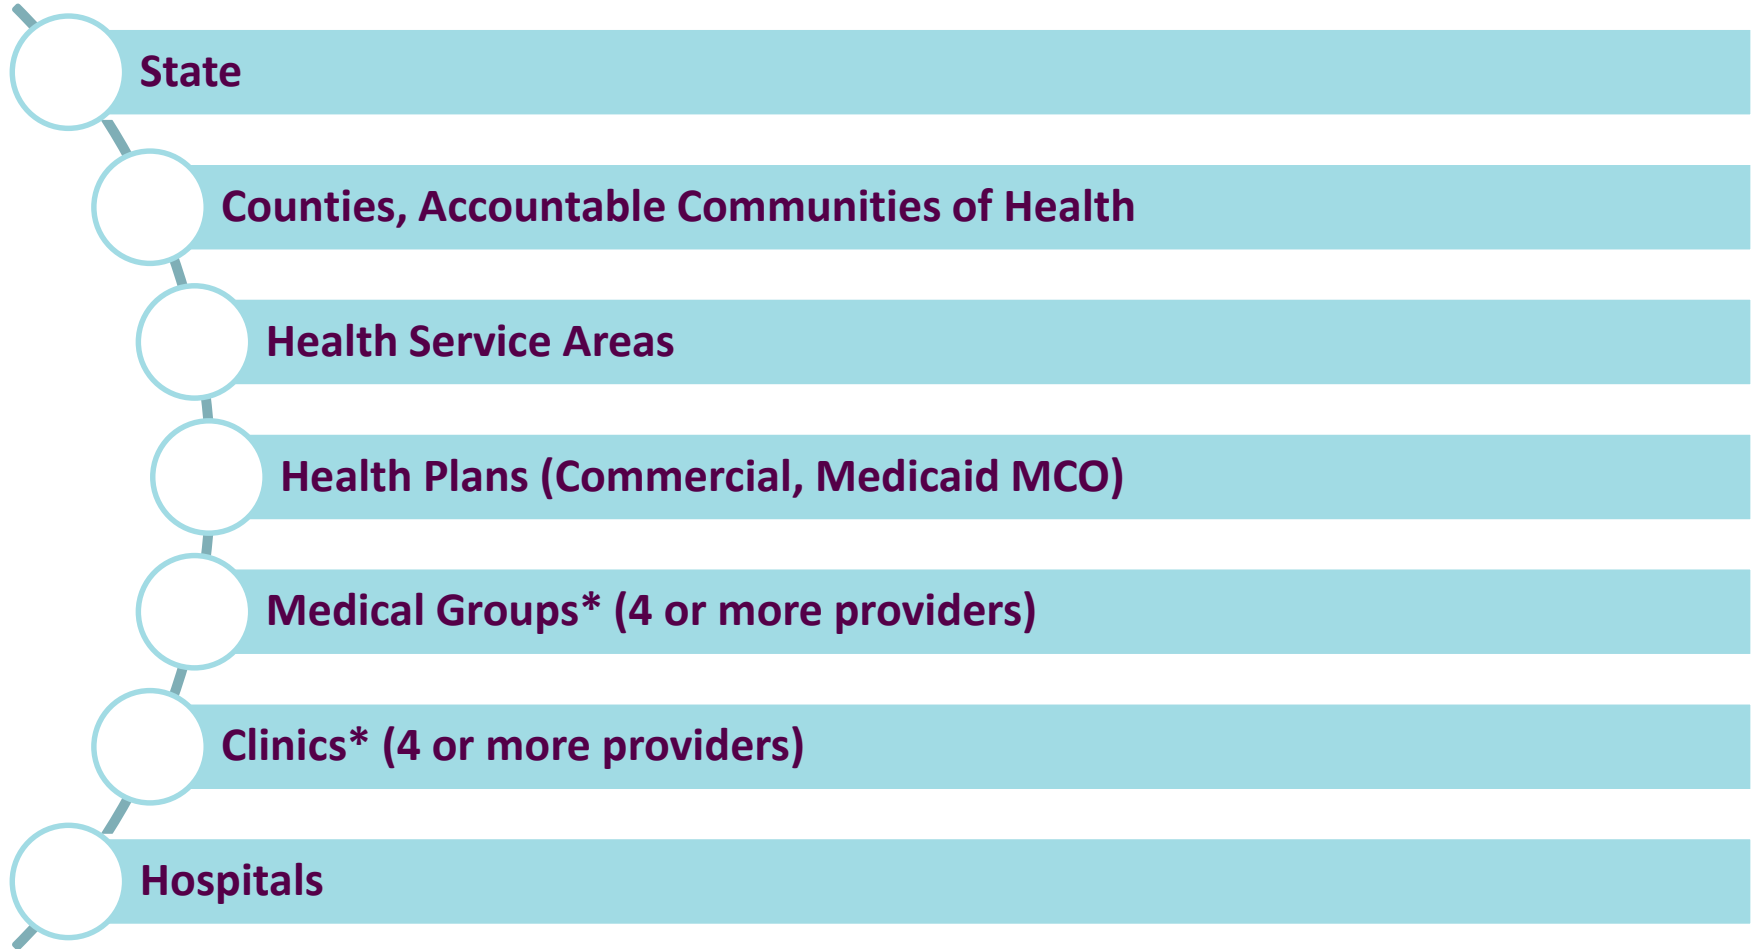 State
Counties, Accountable Communities of Health
Health Service Areas
Health Plans (Commercial, Medicaid MCO)
Medical Groups* (4 or more providers)
Clinics* (4 or more providers)
Hospitals